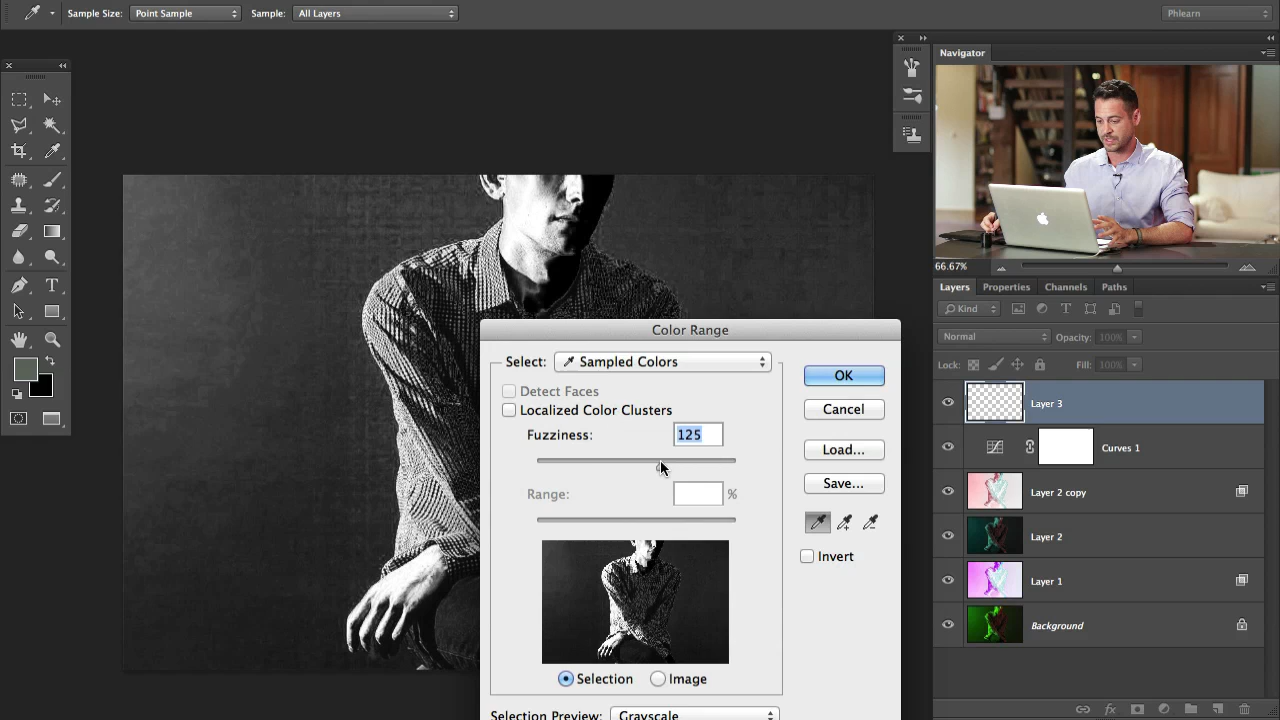 Sample Size: Point Sample Sample: All Layers Phlearn
Navigator
66.67%
Layers Properties Channels Paths
Kind
Normal Opacity: 100%
Lock: Fill: 100%
Layer 3
Curves 1
Layer 2 copy
Layer 2
Layer 1
Background
Color Range
Select: Sampled Colors
Detect Faces
Localized Color Clusters
Fuzziness: 125
Range: %
Selection Image
Selection Preview: Grayscale
OK
Cancel
Load...
Save...
Invert